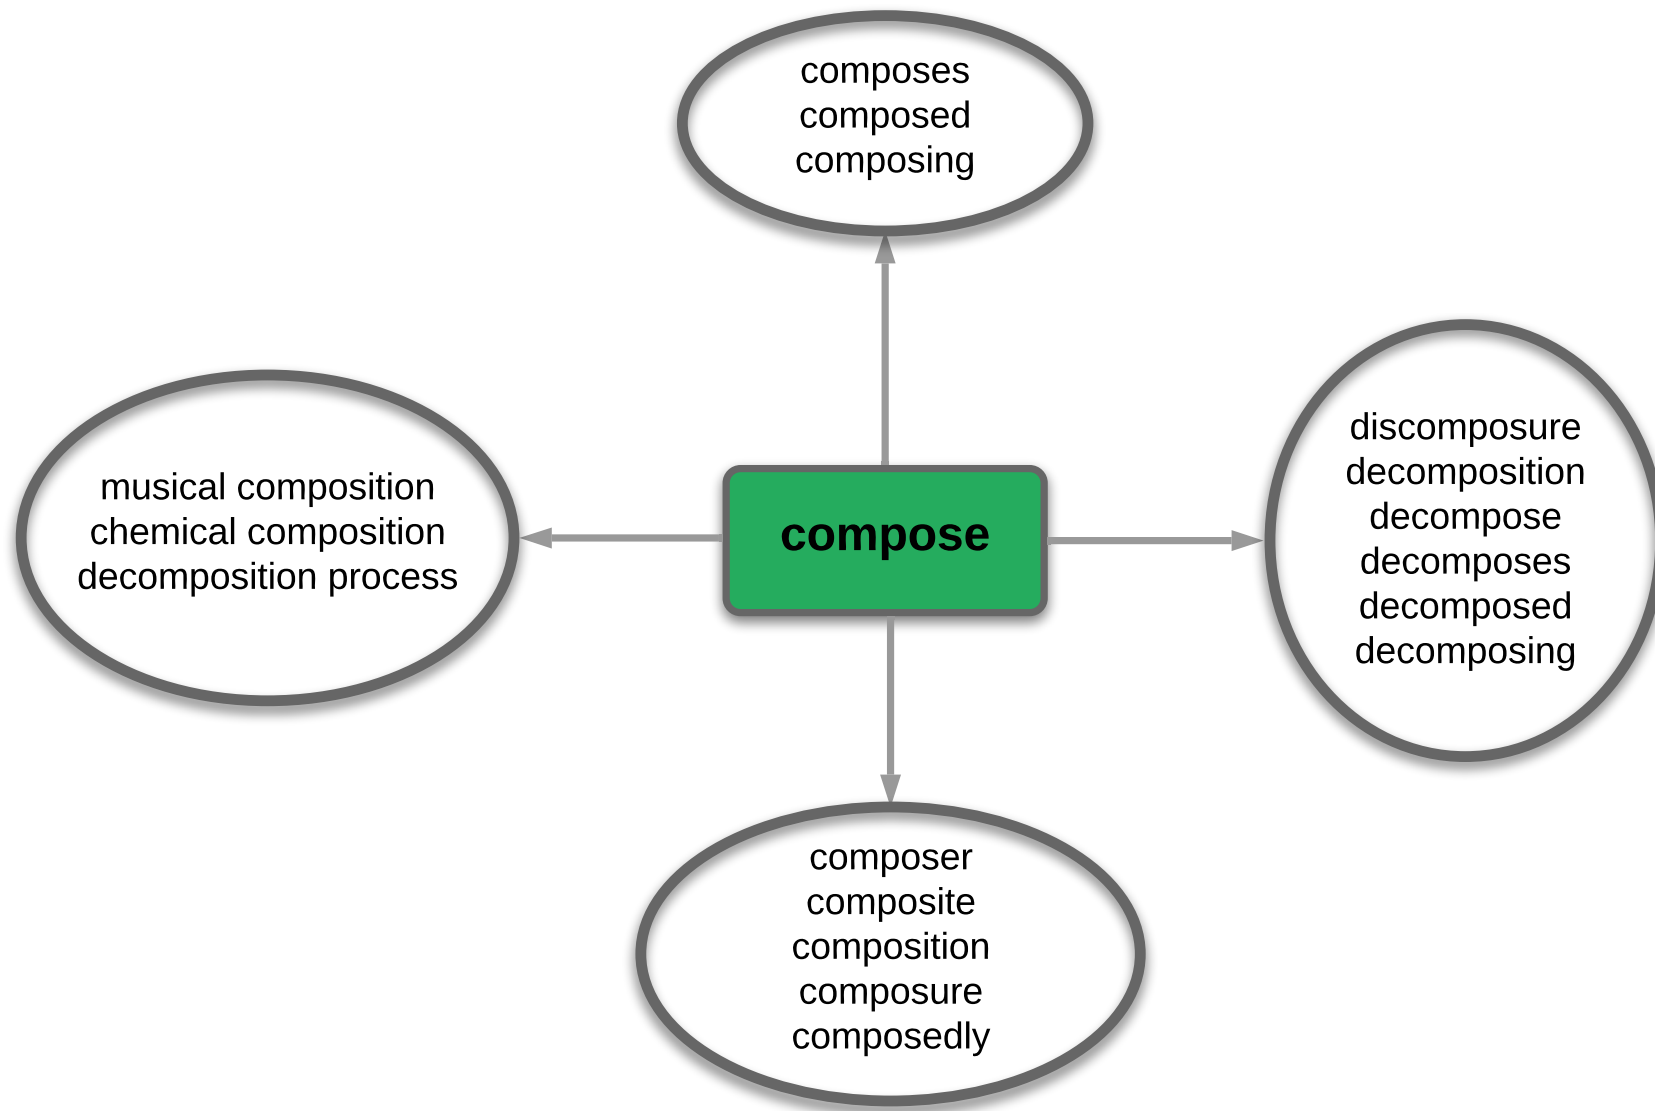 composes
composed
composing
musical composition
chemical composition
decomposition process
compose
discomposure
decomposition
decompose
decomposes
decomposed
decomposing
composer
composite
composition
composure
composedly